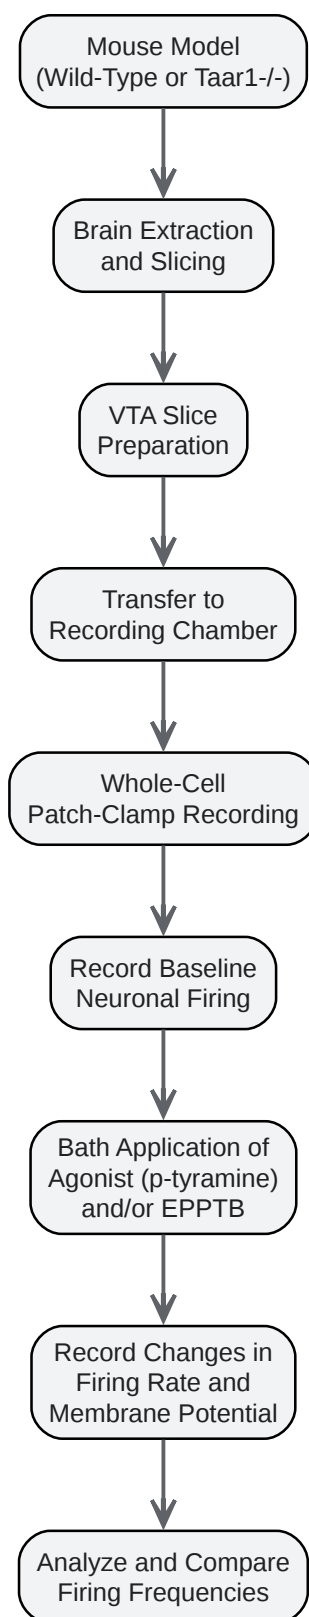 Mouse Model
(Wild-Type or Taar1-/-)
Brain Extraction
and Slicing
VTA Slice
Preparation
Transfer to
Recording Chamber
Whole-Cell
Patch-Clamp Recording
Record Baseline
Neuronal Firing
Bath Application of
Agonist (p-tyramine)
and/or EPPTB
Record Changes in
Firing Rate and
Membrane Potential
Analyze and Compare
Firing Frequencies